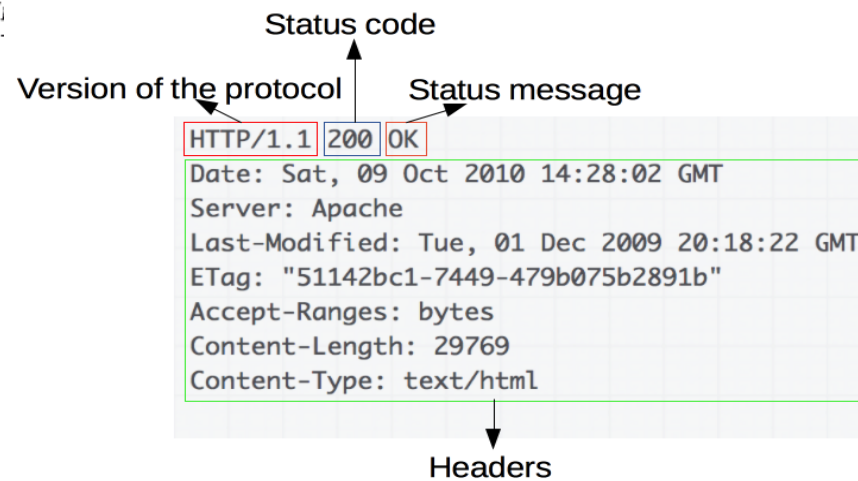 Status code
Version of the protocol
Status message
HTTP/1.1 200 OK
Date: Sat, 09 Oct 2010 14:28:02 GMT
Server: Apache
Last-Modified: Tue, 01 Dec 2009 20:18:22 GMT
ETag: "51142bc1-7449-479b075b2891b"
Accept-Ranges: bytes
Content-Length: 29769
Content-Type: text/html
Headers